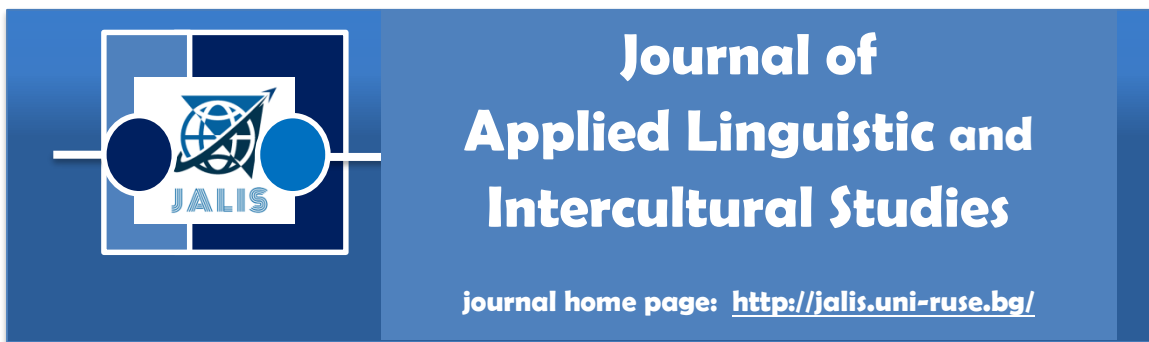 JALIS
Journal of
Applied Linguistic and
Intercultural Studies
journal home page: http://jalis.uni-ruse.bg/